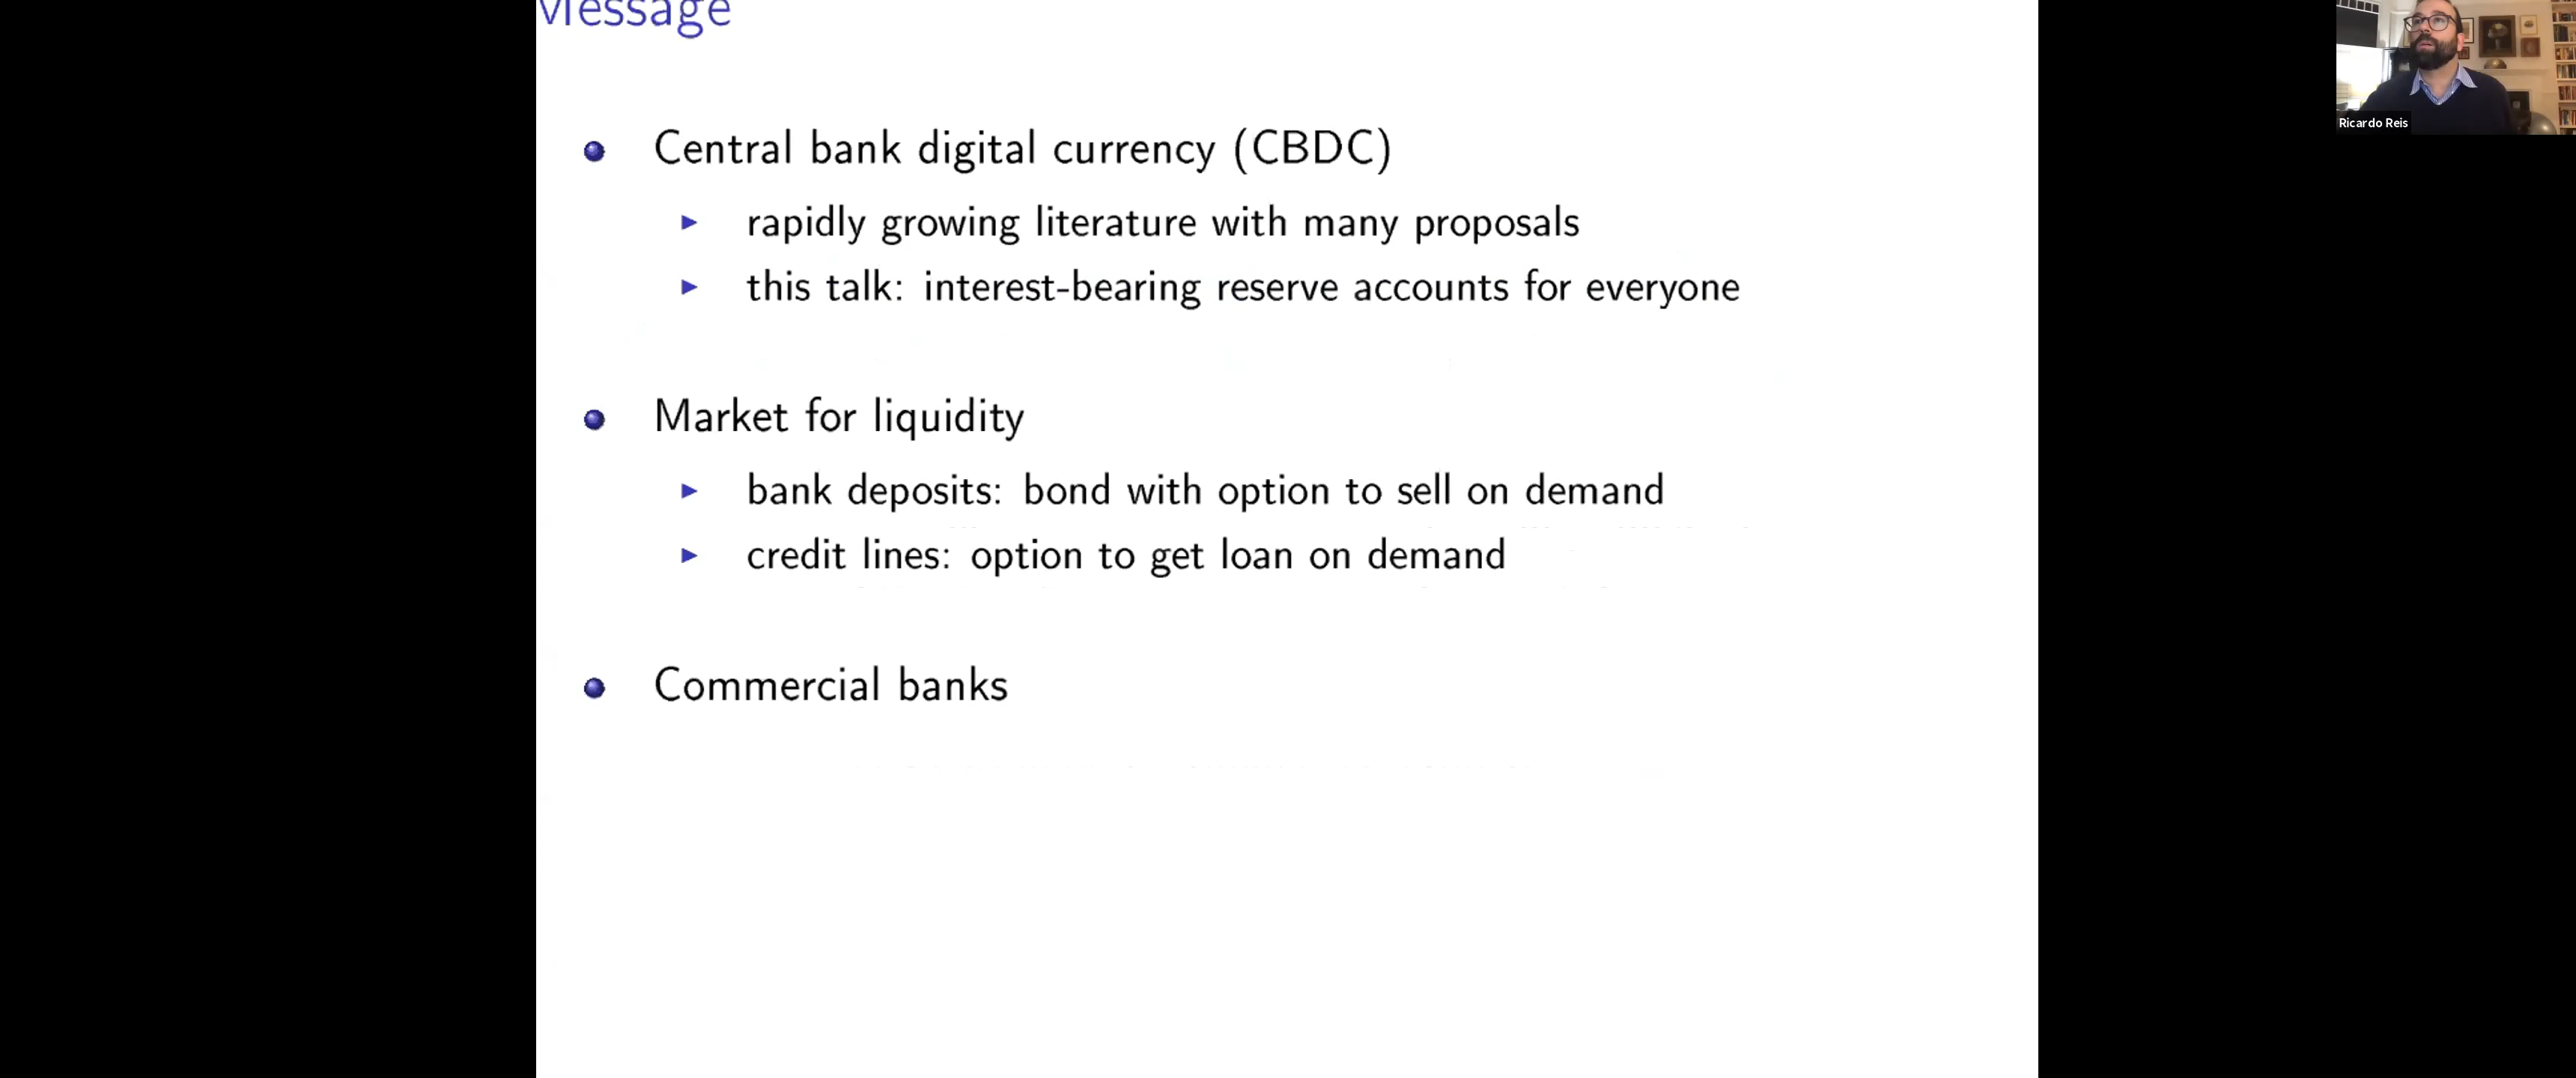 Message
Central bank digital currency (CBDC)
rapidly growing literature with many proposals
this talk: interest-bearing reserve accounts for everyone
Market for liquidity
bank deposits: bond with option to sell on demand
credit lines: option to get loan on demand
Commercial banks
Ricardo Reis